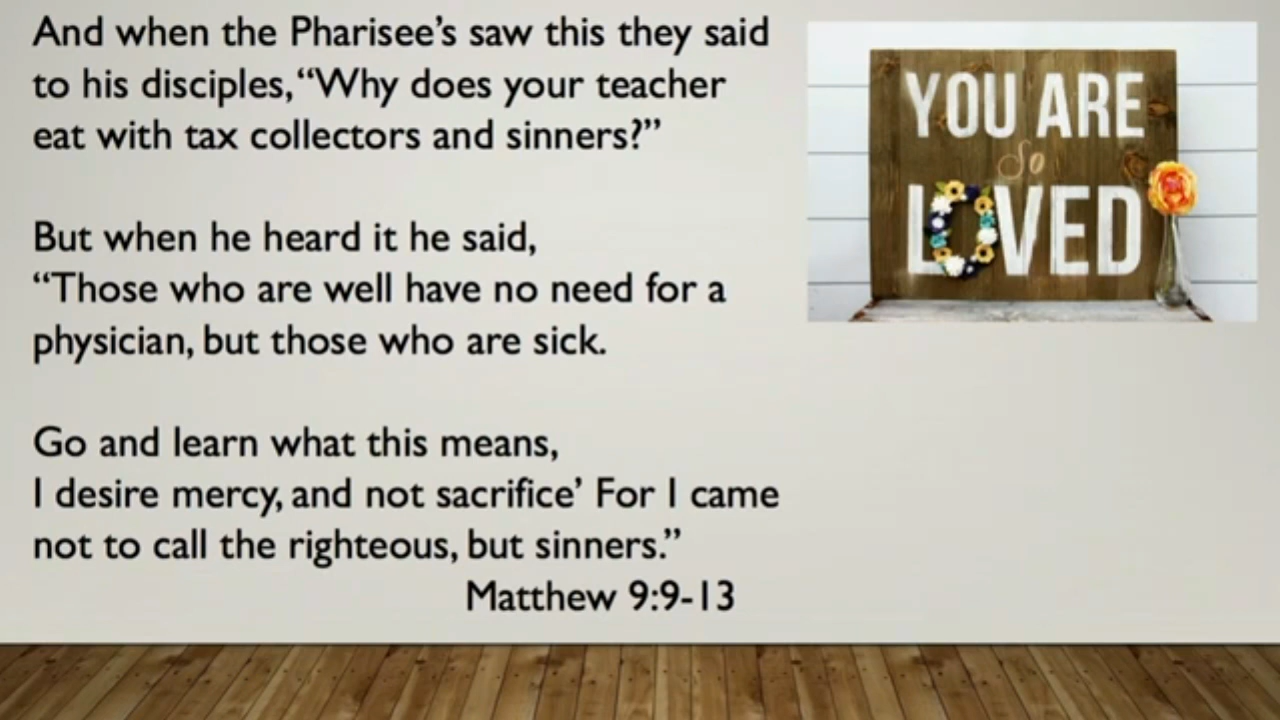 And when the Pharisee’s saw this they said
to his disciples, “Why does your teacher
eat with tax collectors and sinners?”
But when he heard it he said,
“Those who are well have no need for a
physician, but those who are sick.
Go and learn what this means,
I desire mercy, and not sacrifice’ For I came
not to call the righteous, but sinners.”
Matthew 9:9-13
YOU ARE
So
LOVED